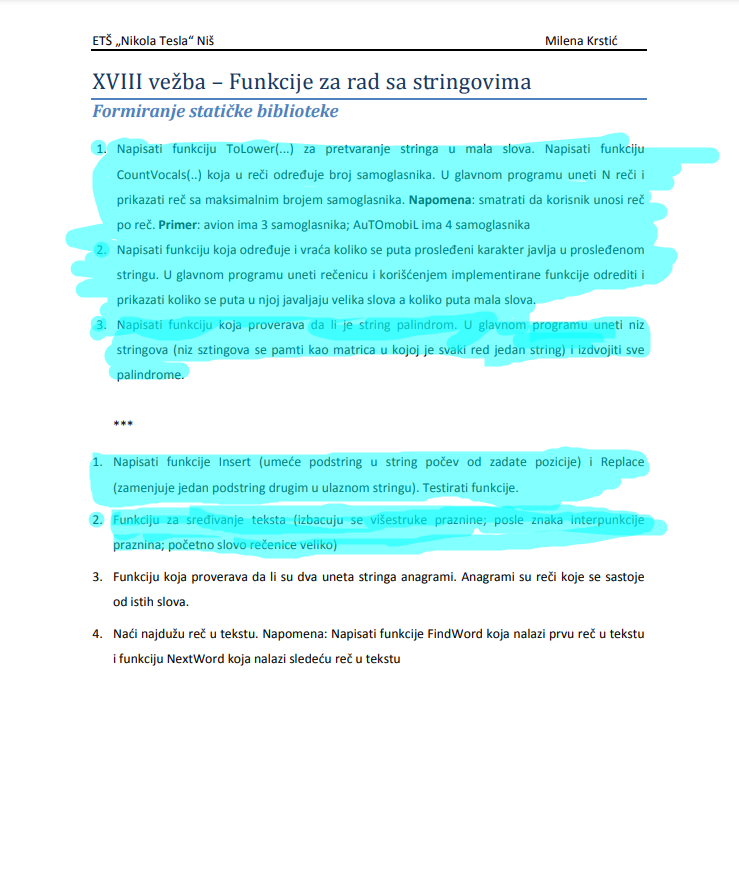 ETŠ „Nikola Tesla“ Niš Milena Krstić
XVIII vežba – Funkcije za rad sa stringovima
Formiranje statičke biblioteke
1. Napisati funkciju ToLower(...) za pretvaranje stringa u mala slova. Napisati funkciju
CountVocals(..) koja u reči određuje broj samoglasnika. U glavnom programu uneti N reči i
prikazati reč sa maksimalnim brojem samoglasnika. Napomena: smatrati da korisnik unosi reč
po reč. Primer: avion ima 3 samoglasnika; AuTOmobiL ima 4 samoglasnika
2. Napisati funkciju koja određuje i vraća koliko se puta prosleđeni karakter javlja u prosleđenom
stringu. U glavnom programu uneti rečenicu i korišćenjem implementirane funkcije odrediti i
prikazati koliko se puta u njoj javaljaju velika slova a koliko puta mala slova.
3. Napisati funkciju koja proverava da li je string palindrom. U glavnom programu uneti niz
stringova (niz sztingova se pamti kao matrica u kojoj je svaki red jedan string) i izdvojiti sve
palindrome.
***
1. Napisati funkcije Insert (umeće podstring u string počev od zadate pozicije) i Replace
(zamenjuje jedan podstring drugim u ulaznom stringu). Testirati funkcije.
2. Funkciju za sređivanje teksta (izbacuju se višestruke praznine; posle znaka interpunkcije
praznina; početno slovo rečenice veliko)
3. Funkciju koja proverava da li su dva uneta stringa anagrami. Anagrami su reči koje se sastoje
od istih slova.
4. Naći najdužu reč u tekstu. Napomena: Napisati funkcije FindWord koja nalazi prvu reč u tekstu
i funkciju NextWord koja nalazi sledeću reč u tekstu